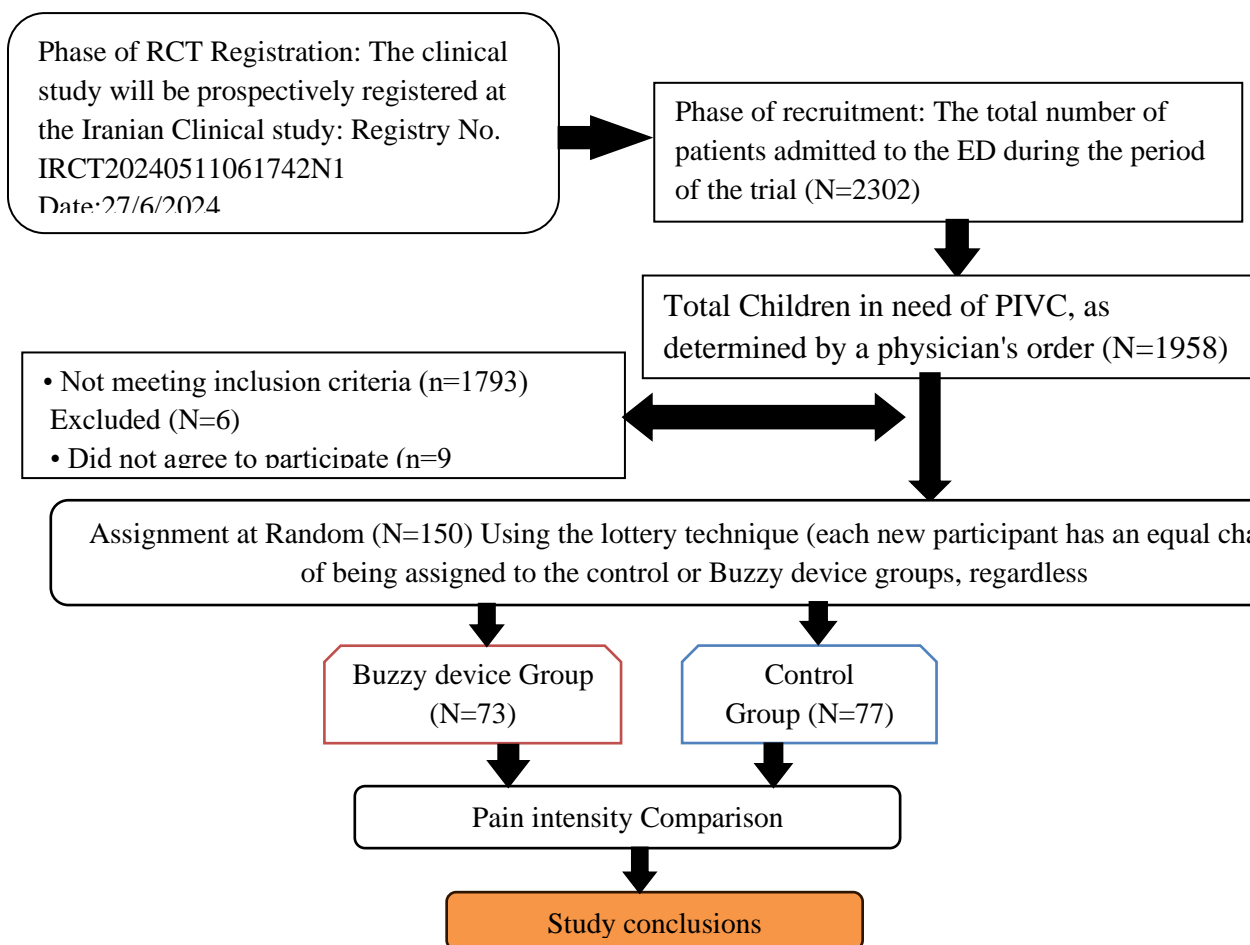 Phase of RCT Registration: The clinical
study will be prospectively registered at
the Iranian Clinical study: Registry No.
IRCT20240511061742N1
Date:27/6/2024
Phase of recruitment: The total number of
patients admitted to the ED during the period
of the trial (N=2302)
Total Children in need of PIVC, as
determined by a physician's order (N=1958)
• Not meeting inclusion criteria (n=1793)
Excluded (N=6)
• Did not agree to participate (n=9
Assignment at Random (N=150) Using the lottery technique (each new participant has an equal cha
of being assigned to the control or Buzzy device groups, regardless
Buzzy device Group
(N=73)
Control
Group (N=77)
Pain intensity Comparison
Study conclusions